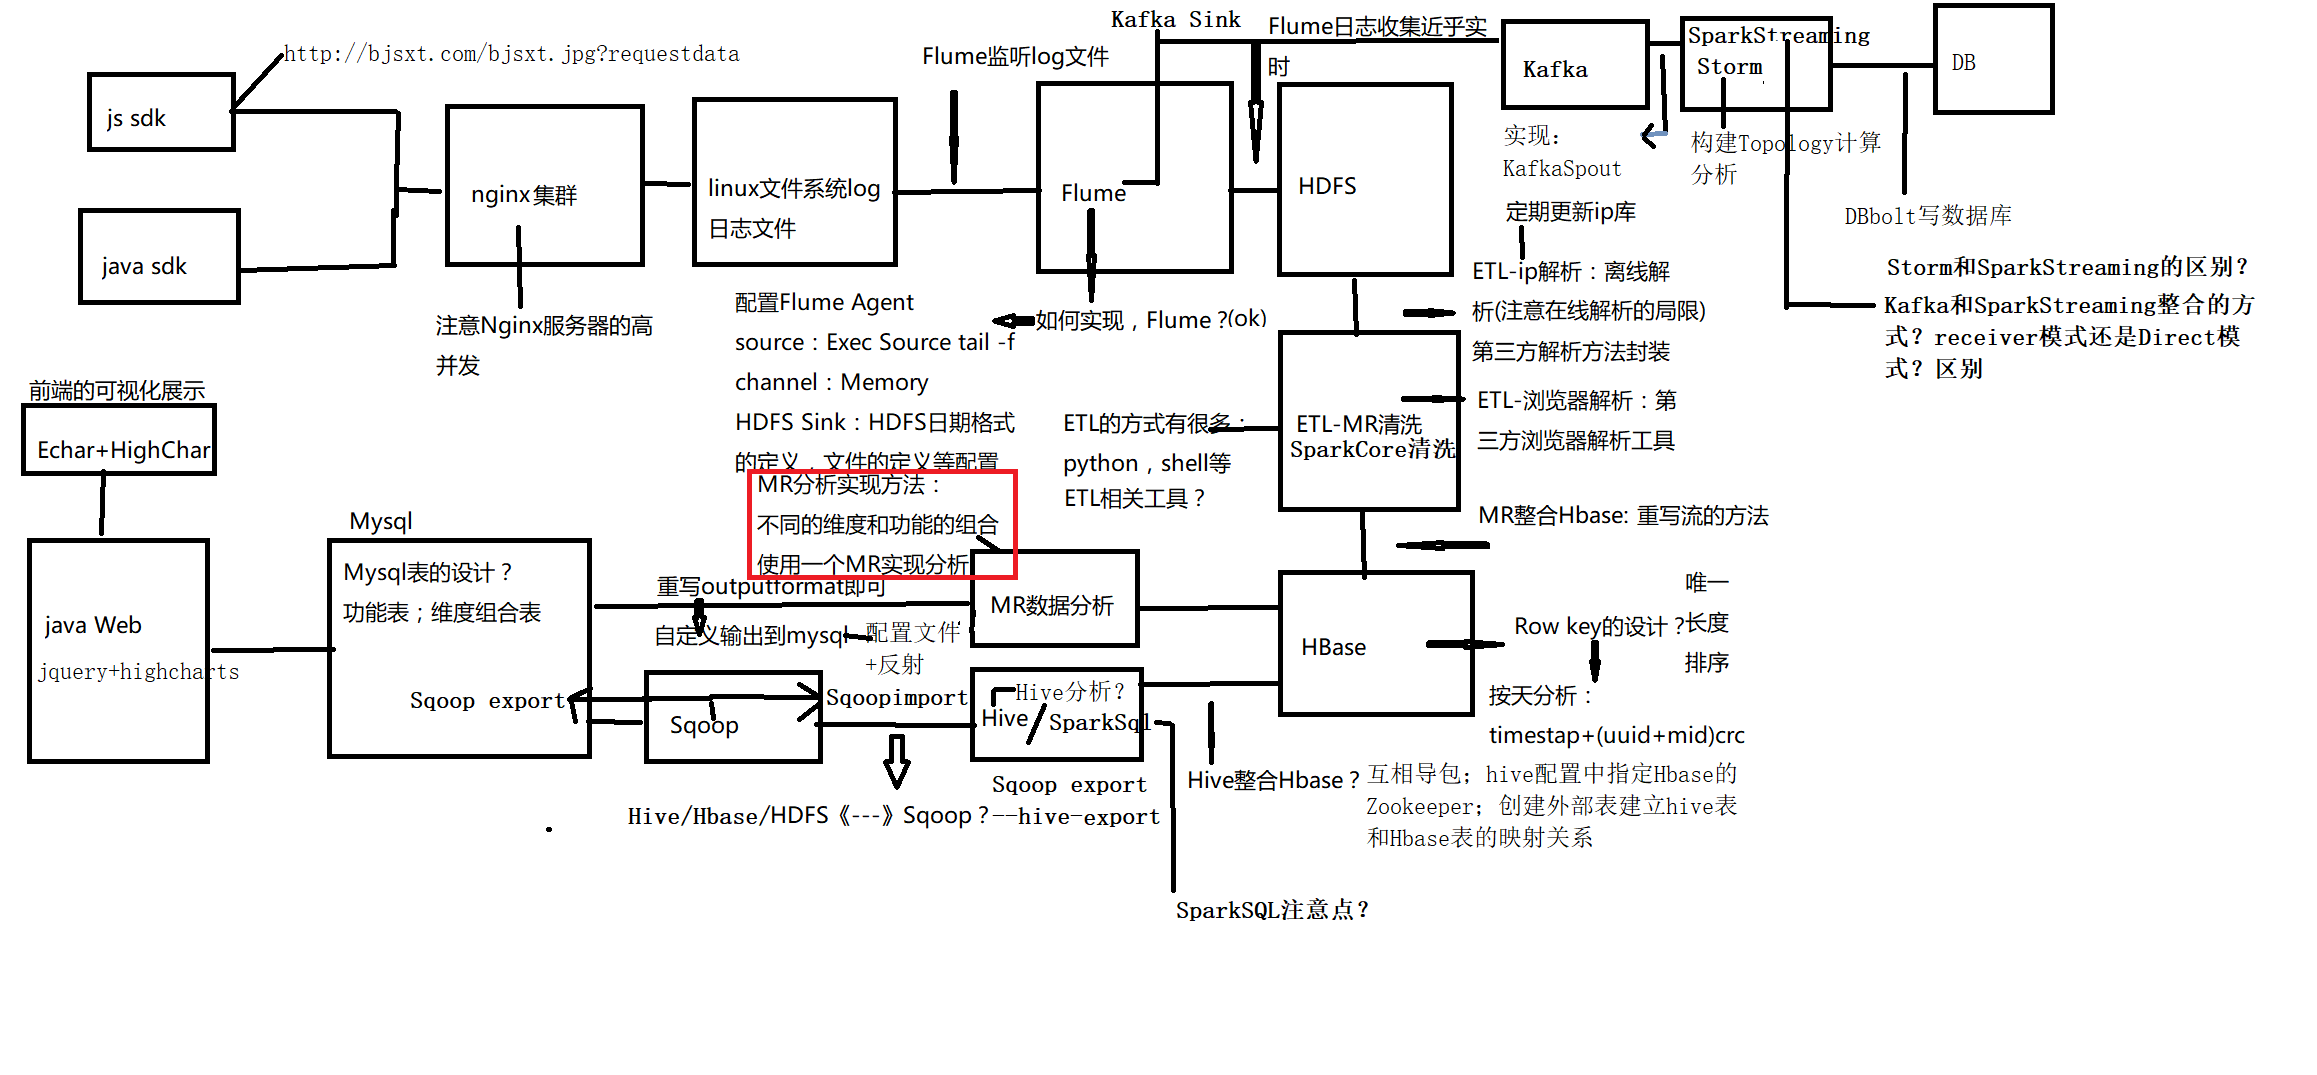 Kafka Sink
Flume日志收集近乎实
时
http://bjsxt.com/bjsxt.jpg?requestdata
Flume监听log文件
js sdk
java sdk
nginx集群
注意Nginx服务器的高
并发
linux文件系统log
日志文件
Flume
HDFS
Kafka
SparkStreaming
Storm
DB
实现：
KafkaSpout
构建Topology计算
分析
DBbolt写数据库
定期更新ip库
ETL-ip解析：离线解
析(注意在线解析的局限)
第三方解析方法封装
Storm和SparkStreaming的区别？
Kafka和SparkStreaming整合的方
式？receiver模式还是Direct模
式？区别
配置Flume Agent
source：Exec Source tail -f
channel：Memory
HDFS Sink：HDFS日期格式
的定义，文件的定义等配置
如何实现，Flume？(ok)
ETL的方式有很多：
python，shell等
ETL相关工具？
ETL-MR清洗
SparkCore清洗
ETL-浏览器解析：第
三方浏览器解析工具
前端的可视化展示
Echar+HighChar
MR分析实现方法：
不同的维度和功能的组合
使用一个MR实现分析
MR整合Hbase: 重写流的方法
Mysql
Mysql表的设计？
功能表；维度组合表
java Web
jquery+highcharts
重写outputformat即可
自定义输出到mysql
配置文件
+反射
MR数据分析
HBase
Row key的设计？
唯一
长度
排序
按天分析：
timestap+(uuid+mid)crc
Sqoop export
Sqoop
Sqoopimport
Hive分析？
Hive
SparkSql
Sqoop export
Hive/Hbase/HDFS《---》Sqoop？--hive-export
Hive整合Hbase？
互相导包；hive配置中指定Hbase的
Zookeeper；创建外部表建立hive表
和Hbase表的映射关系
SparkSQL注意点？